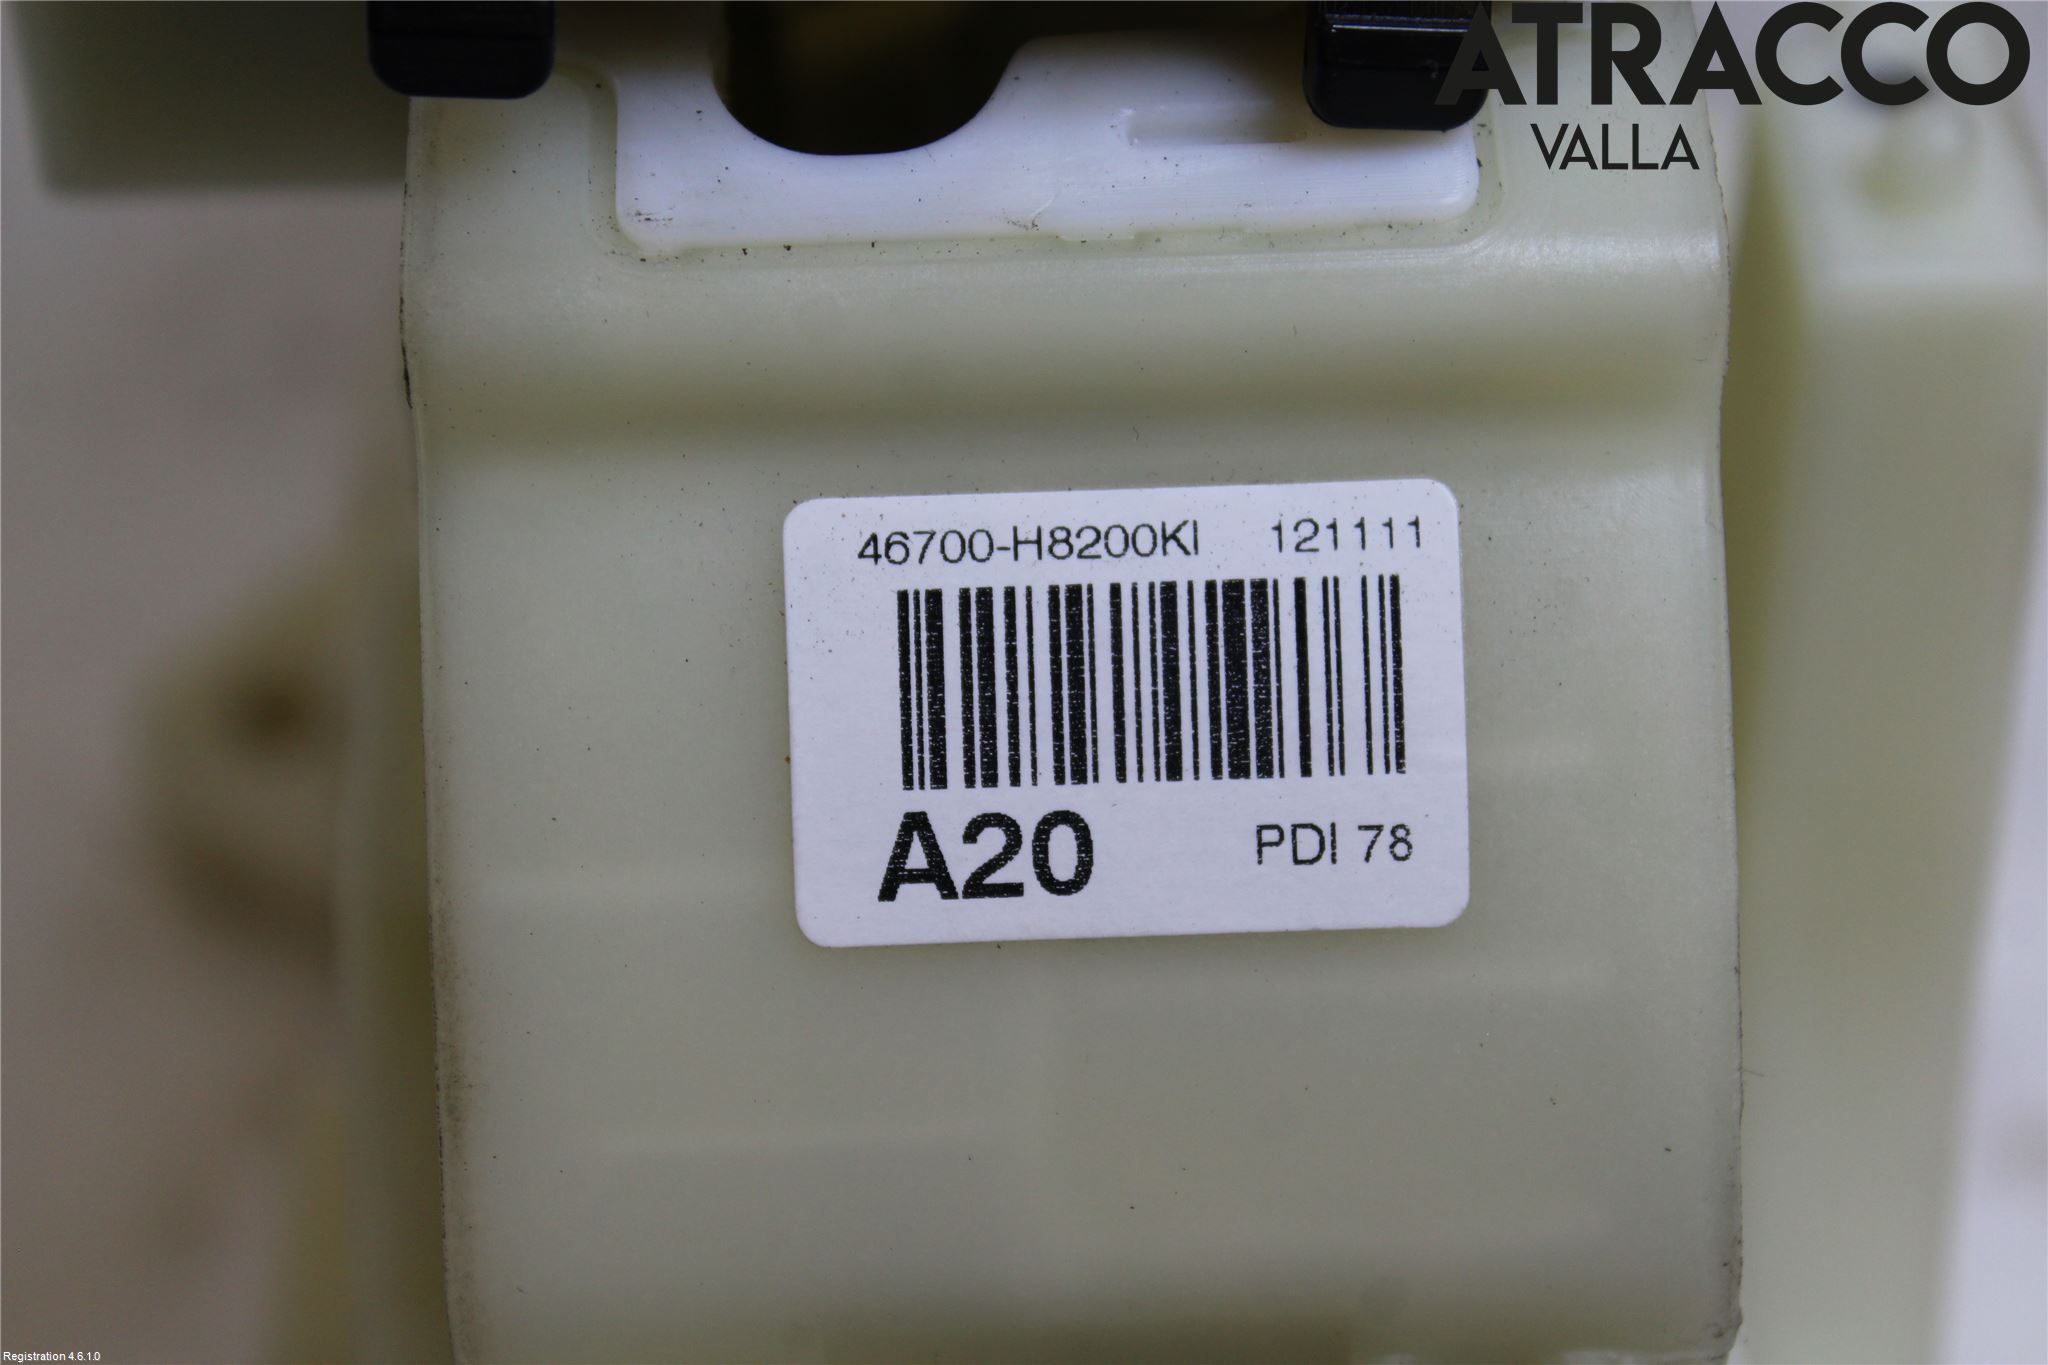 ATRACCO
VALLA
46700-H8200KI 121111
A20 PDI 78
Registration 4.6.1.0